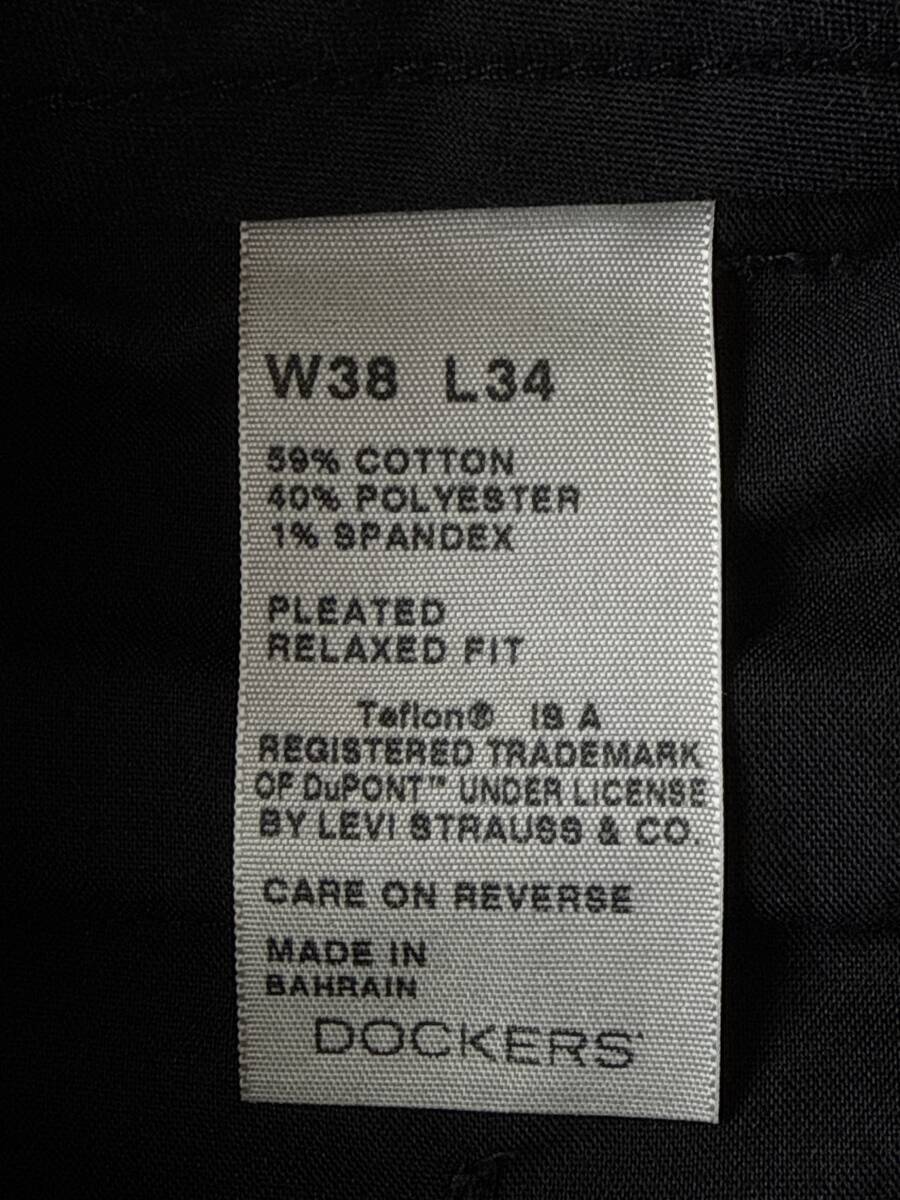 W38 L34
59% COTTON
40% POLYESTER
1% SPANDEX
PLEATED
RELAXED FIT
Teflon® IS A
REGISTERED TRADEMARK
OF DuPONT™ UNDER LICENSE
BY LEVI STRAUSS & CO.
CARE ON REVERSE
MADE IN
BAHRAIN
DOCKERS®